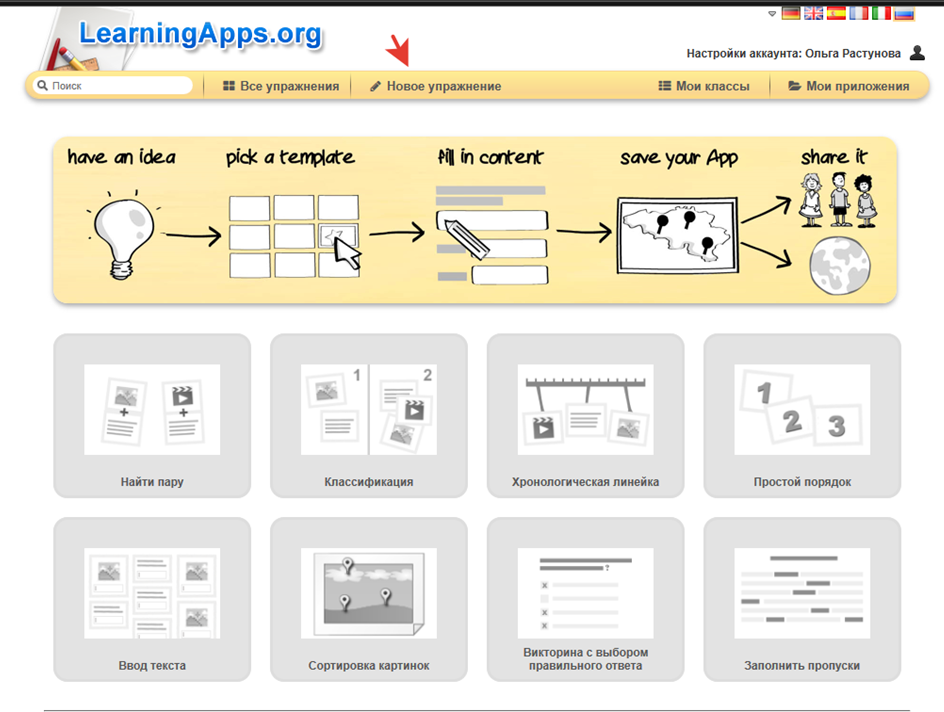 LearningApps.org
Настройки аккаунта: Ольга Растунова
Поиск
Все упражнения
Новое упражнение
Мои классы
Мои приложения
have an idea
pick a template
fill in content
save your App
share it
1
2
1
2
3
Найти пару
Классификация
Хронологическая линейка
Простой порядок
?
Ввод текста
Сортировка картинок
Викторина с выбором
правильного ответа
Заполнить пропуски